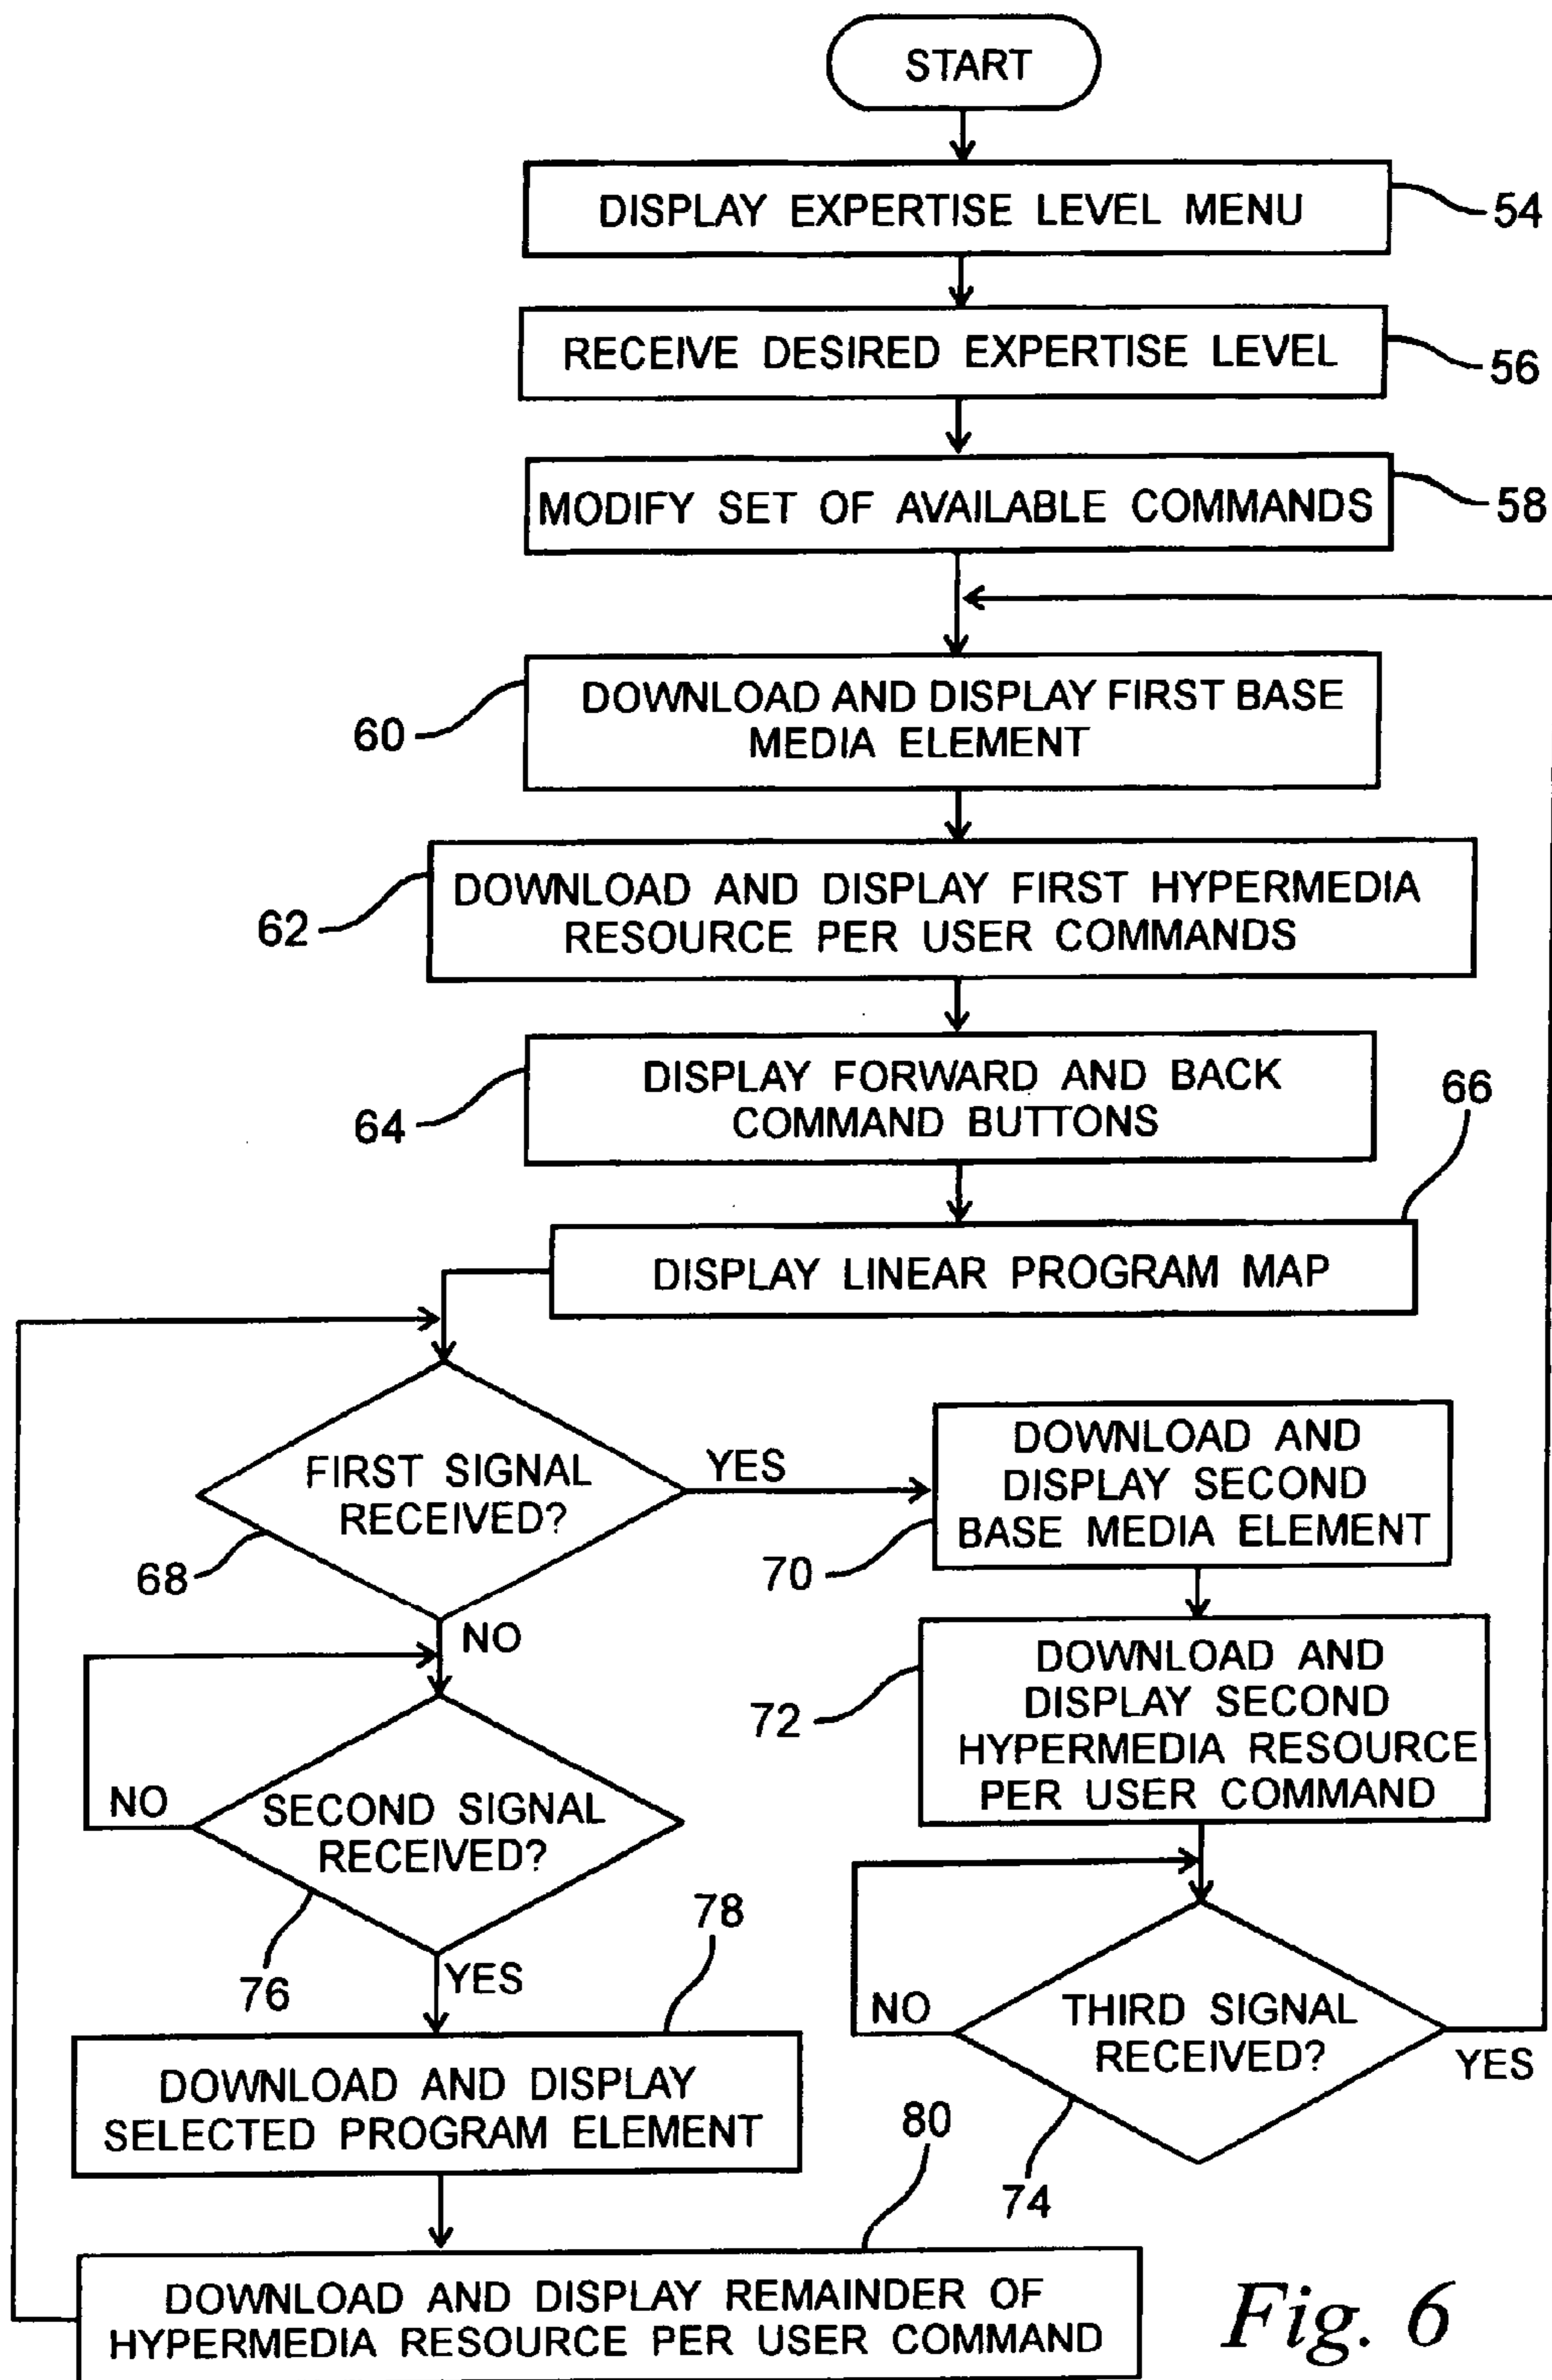 START
DISPLAY EXPERTISE LEVEL MENU
54
RECEIVE DESIRED EXPERTISE LEVEL
56
MODIFY SET OF AVAILABLE COMMANDS
58
DOWNLOAD AND DISPLAY FIRST BASE
MEDIA ELEMENT
60
DOWNLOAD AND DISPLAY FIRST HYPERMEDIA
RESOURCE PER USER COMMANDS
62
DISPLAY FORWARD AND BACK
COMMAND BUTTONS
64
66
DISPLAY LINEAR PROGRAM MAP
FIRST SIGNAL
RECEIVED?
68
YES
NO
DOWNLOAD AND
DISPLAY SECOND
BASE MEDIA ELEMENT
70
DOWNLOAD AND
DISPLAY SECOND
HYPERMEDIA RESOURCE
PER USER COMMAND
72
SECOND SIGNAL
RECEIVED?
NO
76
YES
78
THIRD SIGNAL
RECEIVED?
NO
YES
74
DOWNLOAD AND DISPLAY
SELECTED PROGRAM ELEMENT
80
DOWNLOAD AND DISPLAY REMAINDER OF
HYPERMEDIA RESOURCE PER USER COMMAND
Fig. 6